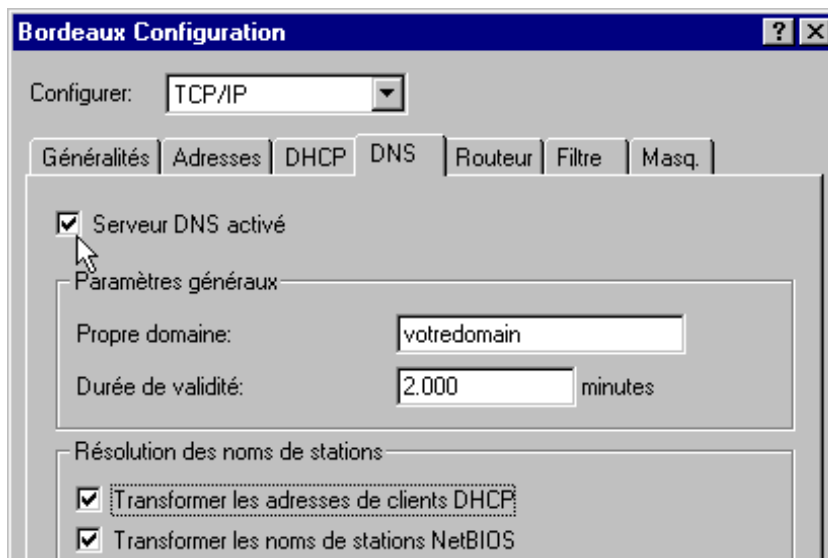 Bordeaux Configuration
Configurer: TCP/IP
Généralités Adresses DHCP DNS Routeur Filtre Masq.
Serveur DNS activé
Paramètres généraux
Propre domaine: votredomain
Durée de validité: 2.000 minutes
Résolution des noms de stations
Transformer les adresses de clients DHCP
Transformer les noms de stations NetBIOS